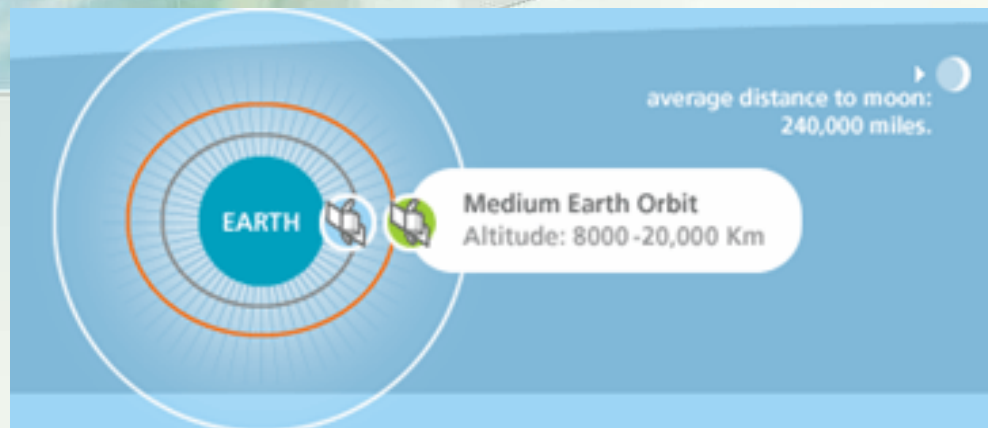 average distance to moon:
240,000 miles.
EARTH
Medium Earth Orbit
Altitude: 8000-20,000 Km